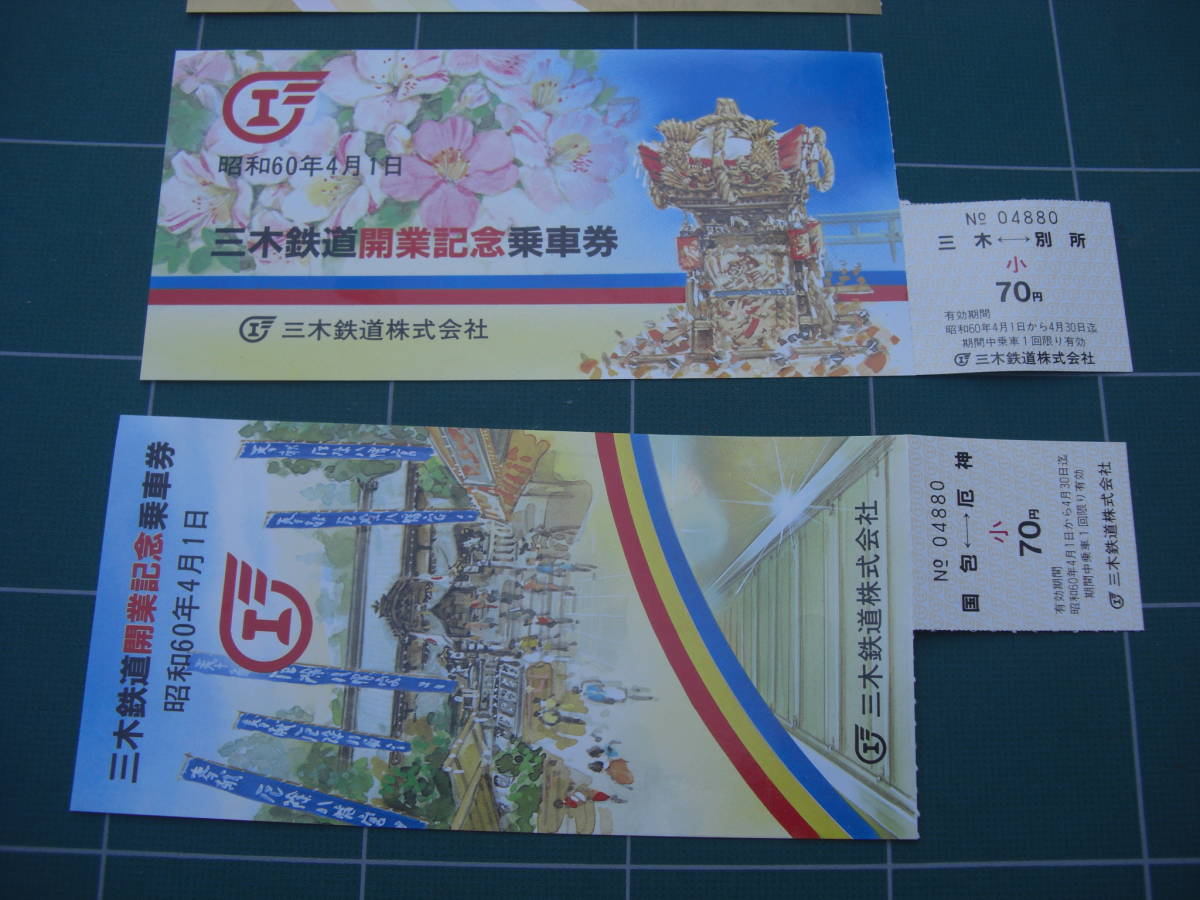 昭和60年4月1日
三木鉄道開業記念乗車券
三木鉄道株式会社
№ 04880
三木⟷別所
小
70円
有効期間
昭和60年4月1日から4月30日迄
期間中乗車1回限り有効
三木鉄道株式会社
三木鉄道開業記念乗車券
昭和60年4月1日
三木鉄道株式会社
№ 04880
国包⟷厄神
小
70円
有効期間
昭和60年4月1日から4月30日迄
期間中乗車1回限り有効
三木鉄道株式会社